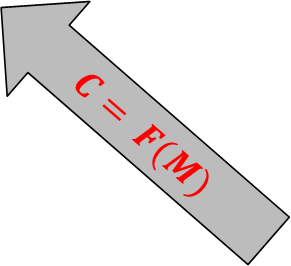 C = F(M)